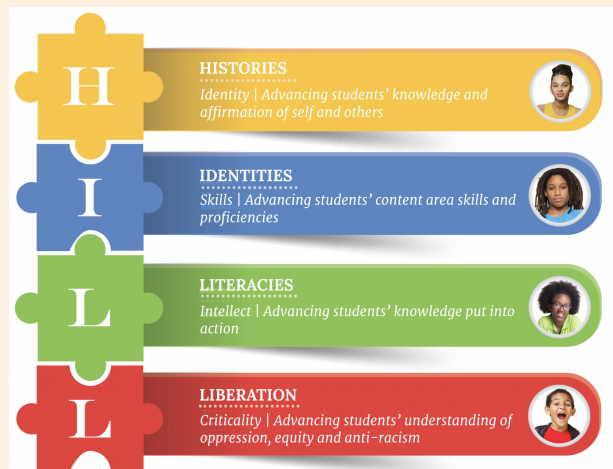 H
HISTORIES
Identity | Advancing students' knowledge and
affirmation of self and others
I
IDENTITIES
Skills | Advancing students' content area skills and
proficiencies
L
LITERACIES
Intellect | Advancing students' knowledge put into
action
L
LIBERATION
Criticality | Advancing students' understanding of
oppression, equity and anti-racism